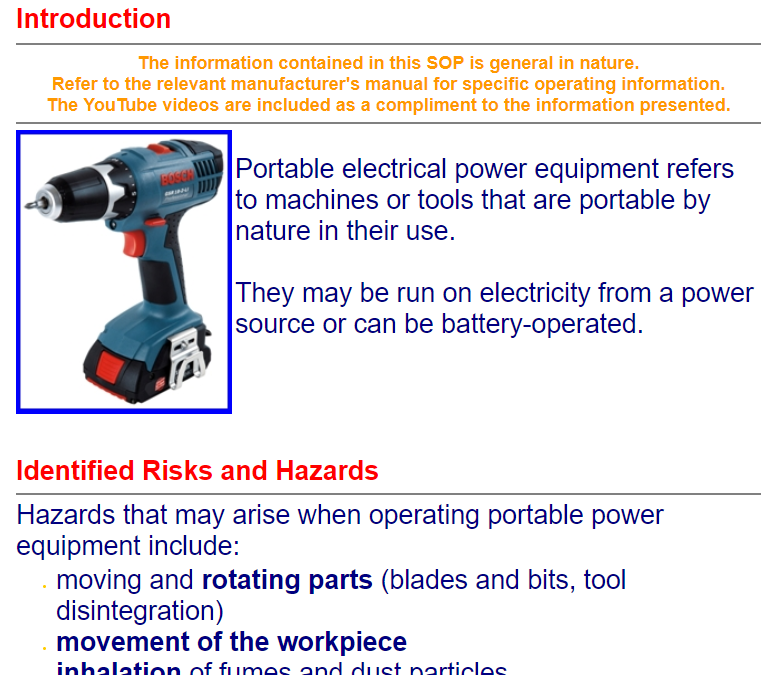 Introduction
The information contained in this SOP is general in nature.
Refer to the relevant manufacturer's manual for specific operating information.
The YouTube videos are included as a compliment to the information presented.
BOSCH
Portable electrical power equipment refers
to machines or tools that are portable by
nature in their use.
They may be run on electricity from a power
source or can be battery-operated.
Identified Risks and Hazards
Hazards that may arise when operating portable power
equipment include:
moving and rotating parts (blades and bits, tool
disintegration)
movement of the workpiece
inhalation of fumes and dust particles